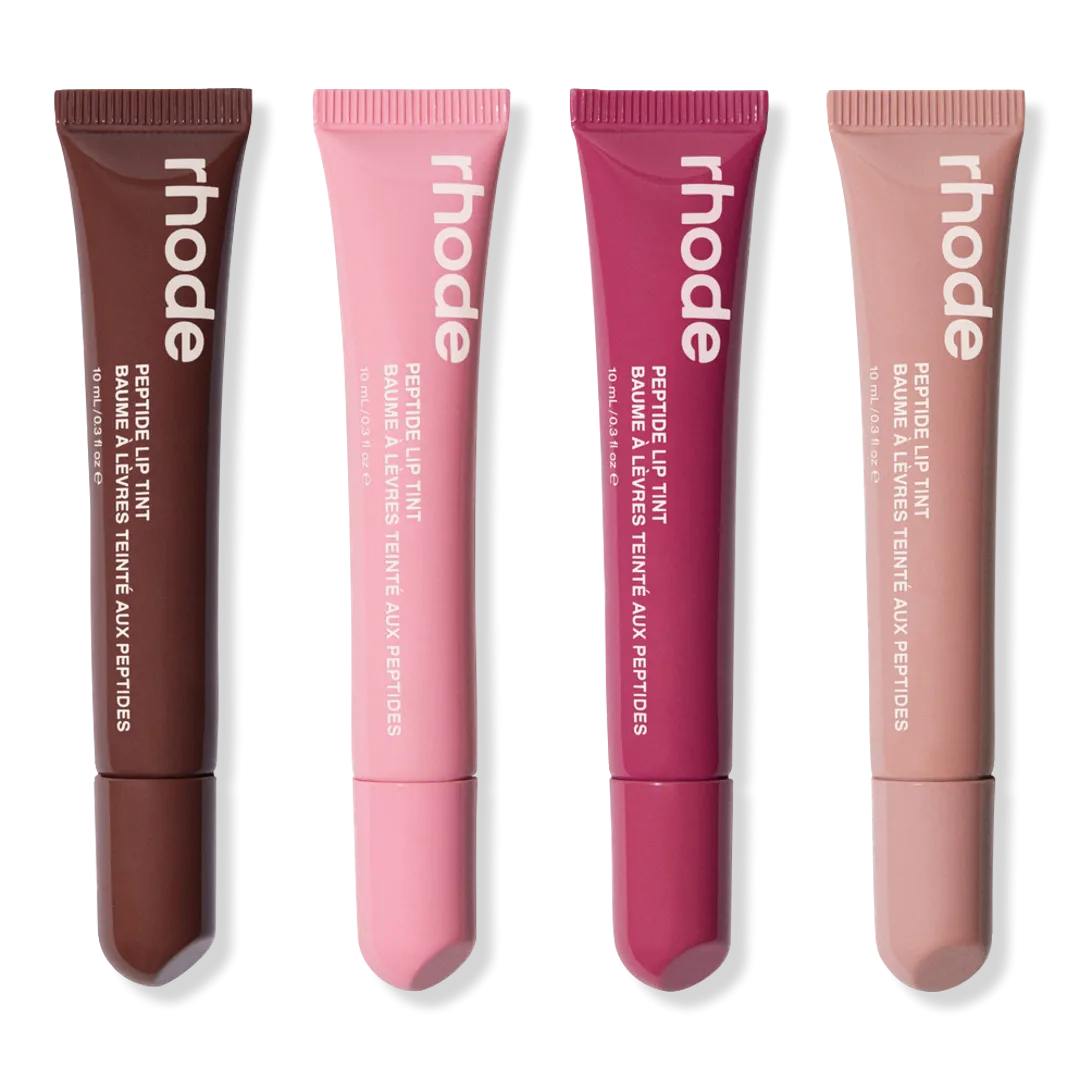 rhode
PEPTIDE LIP TINT
BAUME À LÈVRES TEINTÉ AUX PEPTIDES
10 mL / 0.3 fl oz ℮
rhode
PEPTIDE LIP TINT
BAUME À LÈVRES TEINTÉ AUX PEPTIDES
10 mL / 0.3 fl oz ℮
rhode
PEPTIDE LIP TINT
BAUME À LÈVRES TEINTÉ AUX PEPTIDES
10 mL / 0.3 fl oz ℮
rhode
PEPTIDE LIP TINT
BAUME À LÈVRES TEINTÉ AUX PEPTIDES
10 mL / 0.3 fl oz ℮